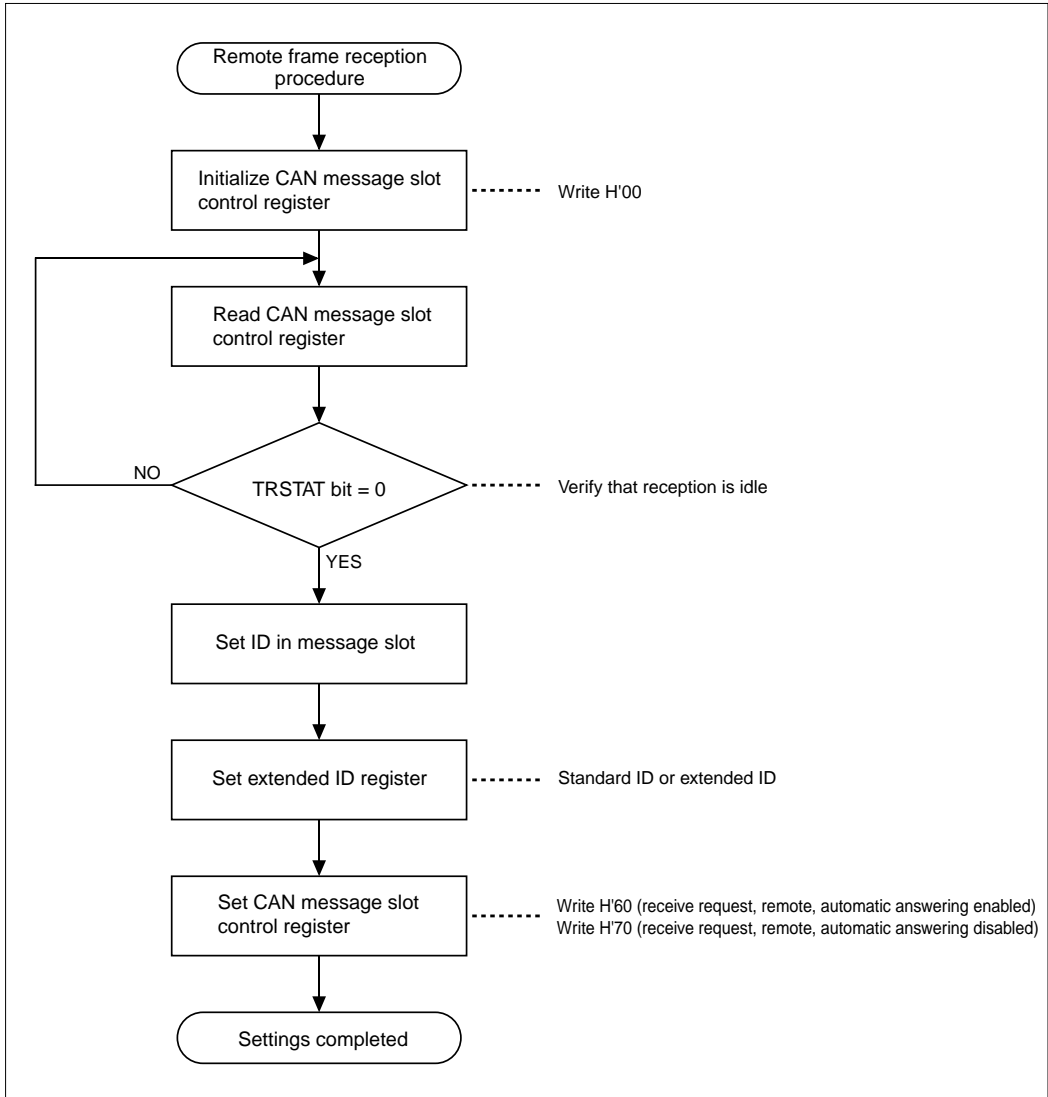 Remote frame reception
procedure
Initialize CAN message slot
control register
Write H'00
Read CAN message slot
control register
NO
TRSTAT bit = 0
Verify that reception is idle
YES
Set ID in message slot
Set extended ID register
Standard ID or extended ID
Set CAN message slot
control register
Write H'60 (receive request, remote, automatic answering enabled)
Write H'70 (receive request, remote, automatic answering disabled)
Settings completed